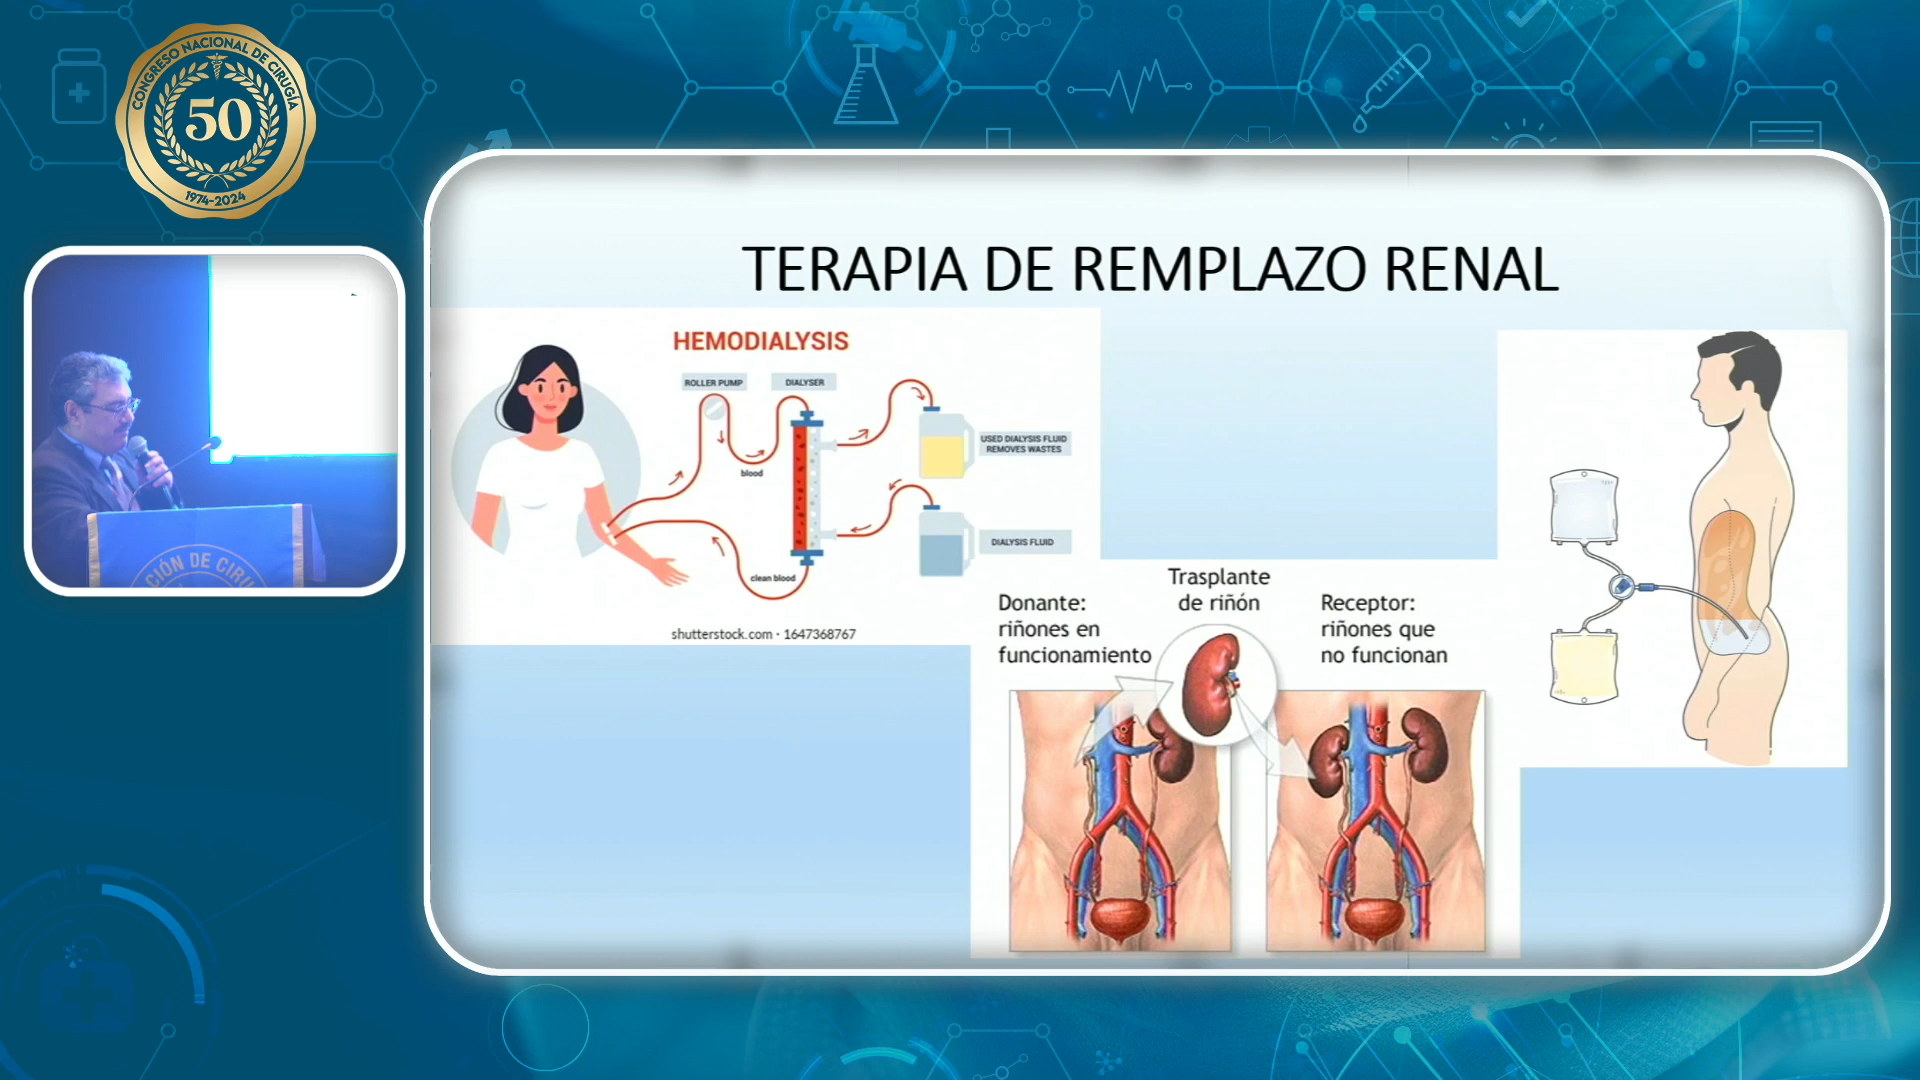 CONGRESO NACIONAL DE CIRUGÍA
50
1974-2024
CIÓN DE CIRU
TERAPIA DE REMPLAZO RENAL
HEMODIALYSIS
ROLLER PUMP
DIALYSER
blood
USED DIALYSIS FLUID
REMOVES WASTES
DIALYSIS FLUID
clean blood
shutterstock.com · 1647368767
Trasplante
de riñón
Donante:
riñones en
funcionamiento
Receptor:
riñones que
no funcionan